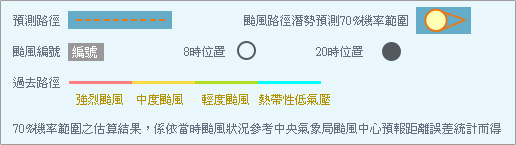 預測路徑 颱風路徑潛勢預測70%機率範圍
颱風編號 編號 8時位置 20時位置
過去路徑
強烈颱風 中度颱風 輕度颱風 熱帶性低氣壓
70%機率範圍之估算結果，係依當時颱風狀況參考中央氣象局颱風中心預報距離誤差統計而得